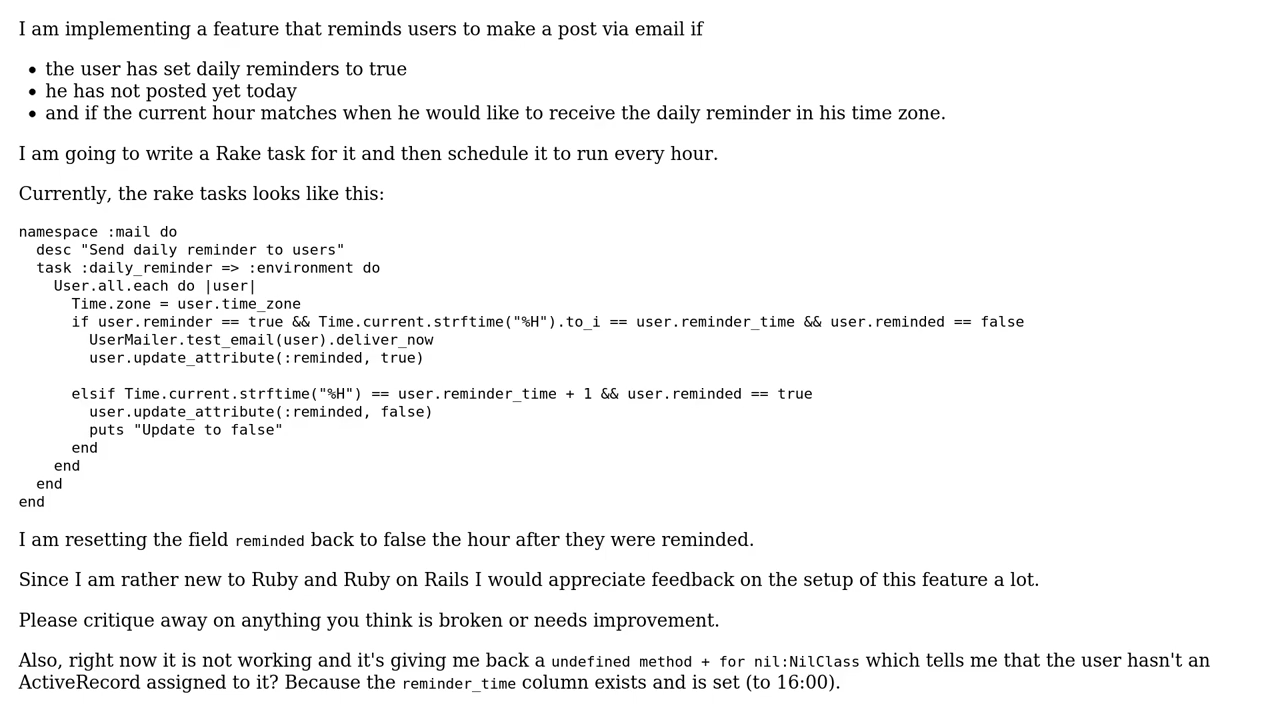 I am implementing a feature that reminds users to make a post via email if
• the user has set daily reminders to true
• he has not posted yet today
• and if the current hour matches when he would like to receive the daily reminder in his time zone.
I am going to write a Rake task for it and then schedule it to run every hour.
Currently, the rake tasks looks like this:
namespace :mail do
  desc "Send daily reminder to users"
  task :daily_reminder => :environment do
    User.all.each do |user|
      Time.zone = user.time_zone
      if user.reminder == true && Time.current.strftime("%H").to_i == user.reminder_time && user.reminded == false
        UserMailer.test_email(user).deliver_now
        user.update_attribute(:reminded, true)

      elsif Time.current.strftime("%H") == user.reminder_time + 1 && user.reminded == true
        user.update_attribute(:reminded, false)
        puts "Update to false"
      end
    end
  end
end
I am resetting the field reminded back to false the hour after they were reminded.
Since I am rather new to Ruby and Ruby on Rails I would appreciate feedback on the setup of this feature a lot.
Please critique away on anything you think is broken or needs improvement.
Also, right now it is not working and it's giving me back a undefined method + for nil:NilClass which tells me that the user hasn't an
ActiveRecord assigned to it? Because the reminder_time column exists and is set (to 16:00).